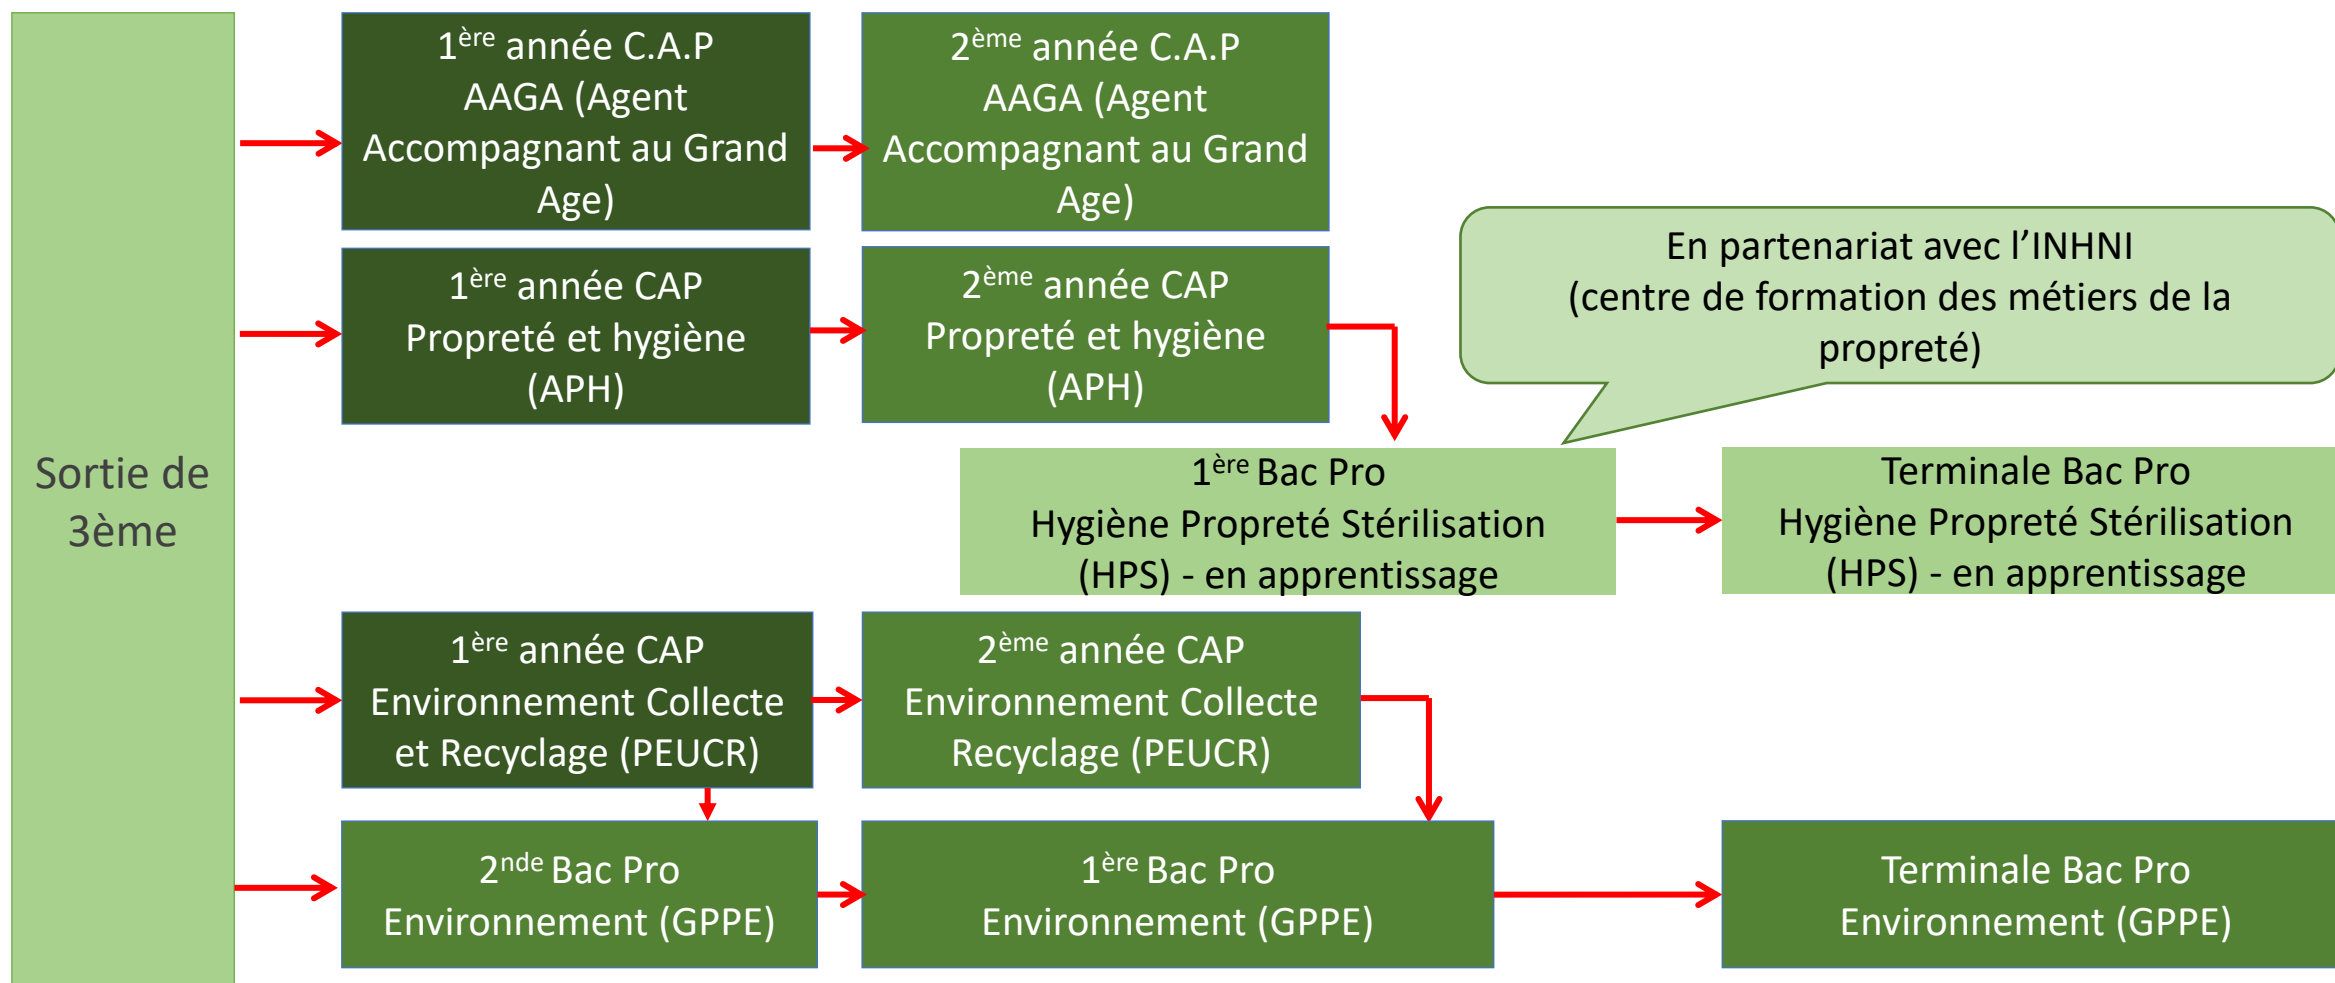 Sortie de
3ème
1ère année C.A.P
AAGA (Agent
Accompagnant au Grand
Age)
2ème année C.A.P
AAGA (Agent
Accompagnant au Grand
Age)
1ère année CAP
Propreté et hygiène
(APH)
2ème année CAP
Propreté et hygiène
(APH)
En partenariat avec l’INHNI
(centre de formation des métiers de la
propreté)
1ère Bac Pro
Hygiène Propreté Stérilisation
(HPS) - en apprentissage
Terminale Bac Pro
Hygiène Propreté Stérilisation
(HPS) - en apprentissage
1ère année CAP
Environnement Collecte
et Recyclage (PEUCR)
2ème année CAP
Environnement Collecte
Recyclage (PEUCR)
2nde Bac Pro
Environnement (GPPE)
1ère Bac Pro
Environnement (GPPE)
Terminale Bac Pro
Environnement (GPPE)